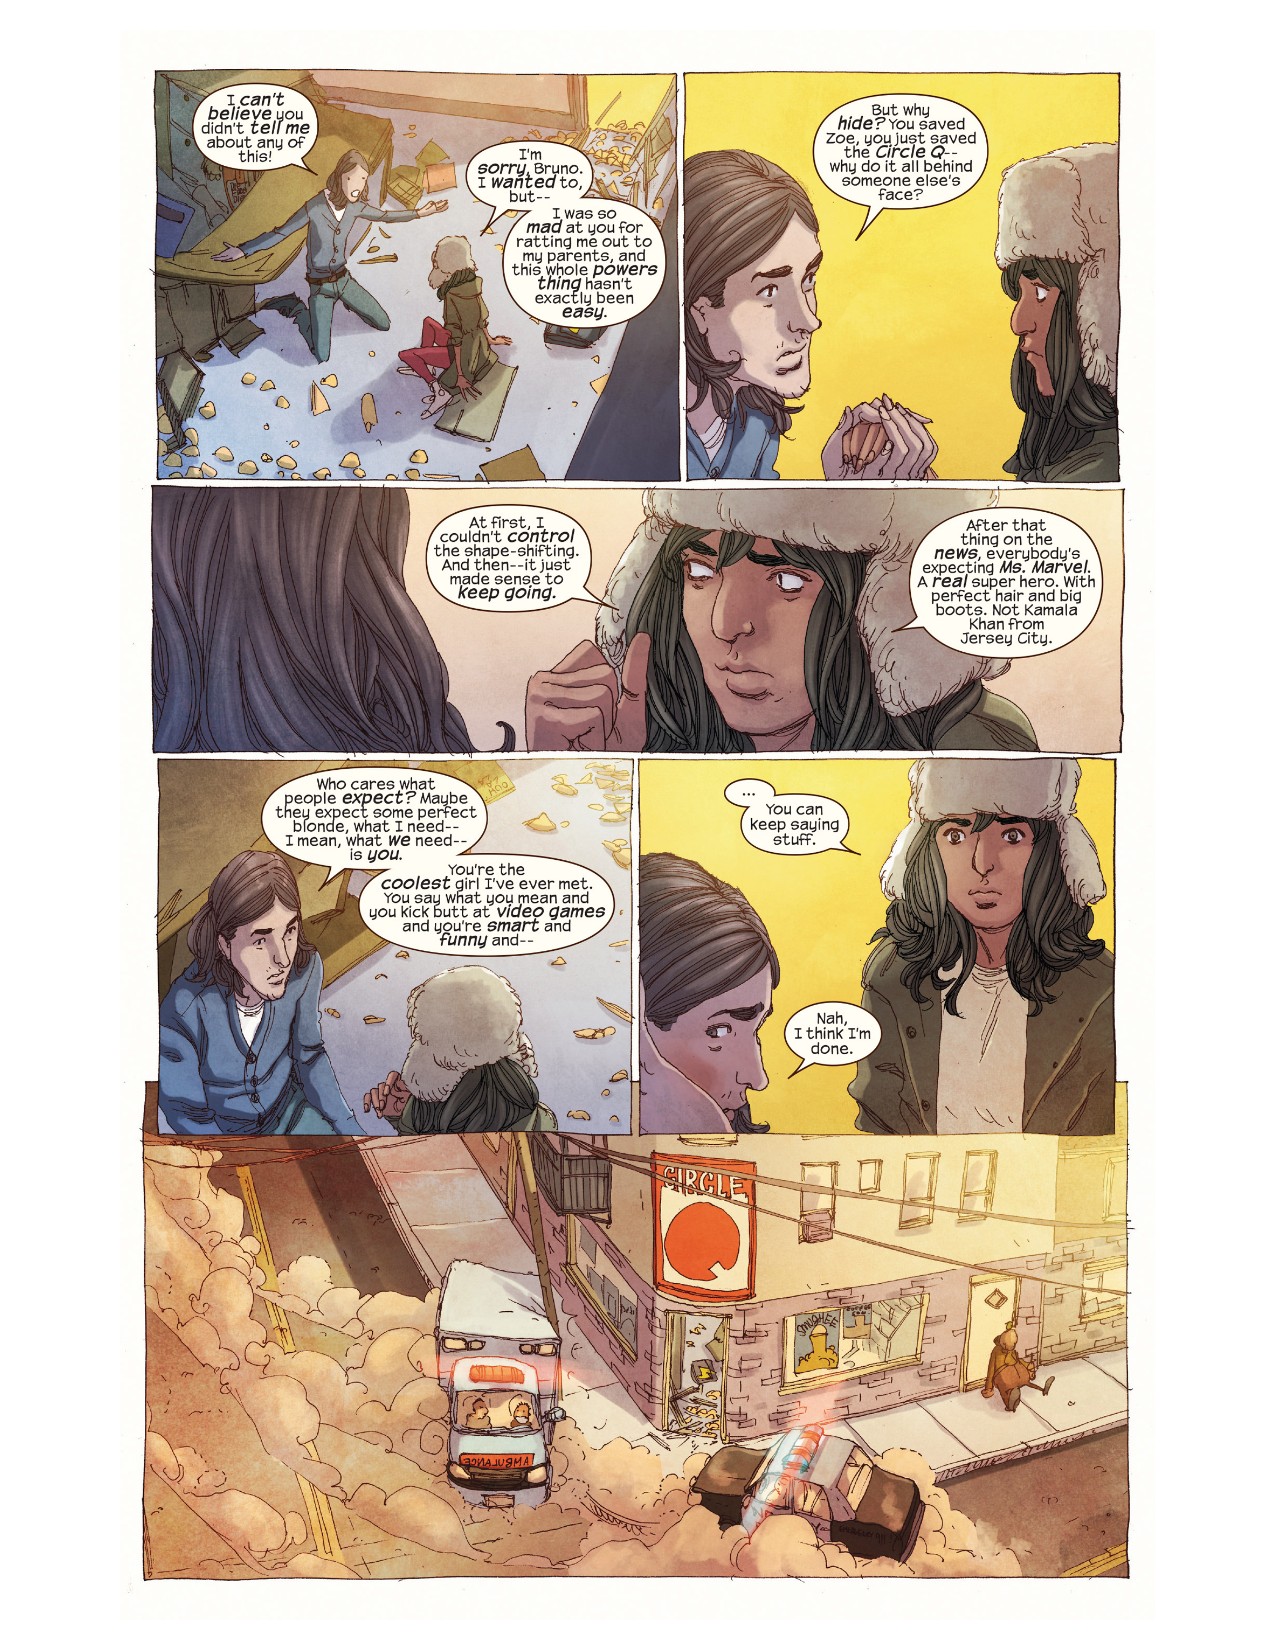 I can't
believe you
didn't tell me
about any of
this!
I'm
sorry, Bruno.
I wanted to,
but--
I was so
mad at you for
ratting me out to
my parents, and
this whole powers
thing hasn't
exactly been
easy.
But why
hide? You saved
Zoe, you just saved
the Circle Q--
why do it all behind
someone else's
face?
At first, I
couldn't control
the shape-shifting.
And then--it just
made sense to
keep going.
After that
thing on the
news, everybody's
expecting Ms. Marvel.
A real super hero. With
perfect hair and big
boots. Not Kamala
Khan from
Jersey City.
Who cares what
people expect? Maybe
they expect some perfect
blonde, what I need--
I mean, what we need--
is you.
You're the
coolest girl I've ever met.
You say what you mean and
you kick butt at video games
and you're smart and
funny and--
...
You can
keep saying
stuff.
Nah,
I think I'm
done.
CIRCLE
SMUSHEE
AMBULANCE